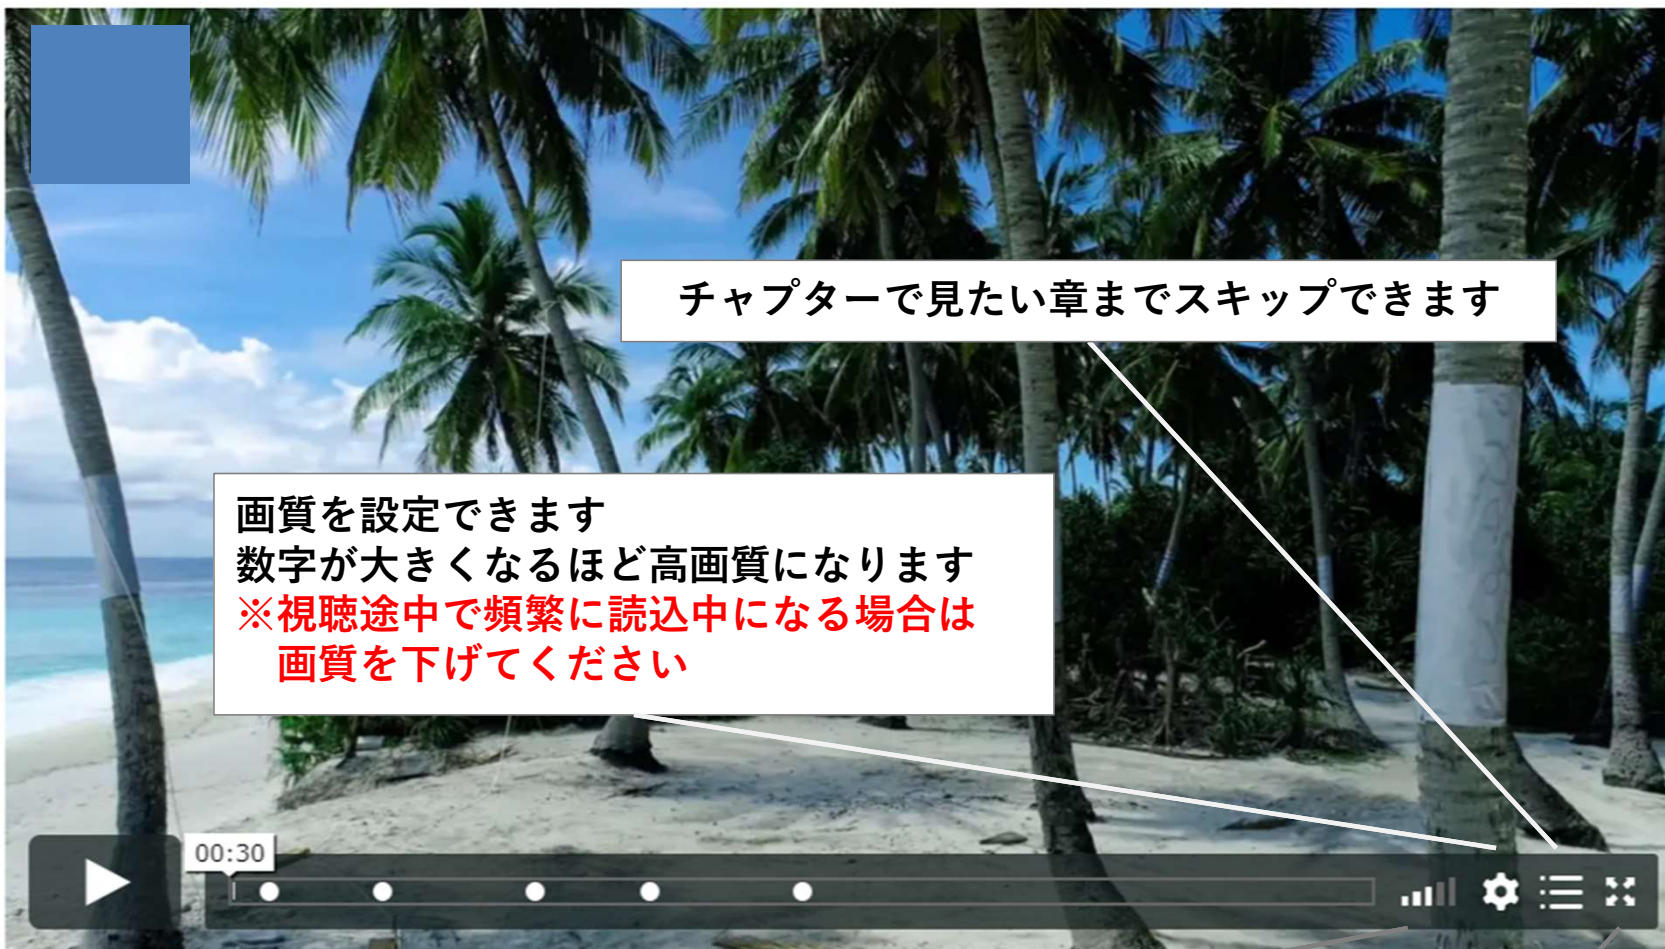 チャプターで見たい章までスキップできます
画質を設定できます
数字が大きくなるほど高画質になります
※視聴途中で頻繁に読込中になる場合は
画質を下げてください
00:30